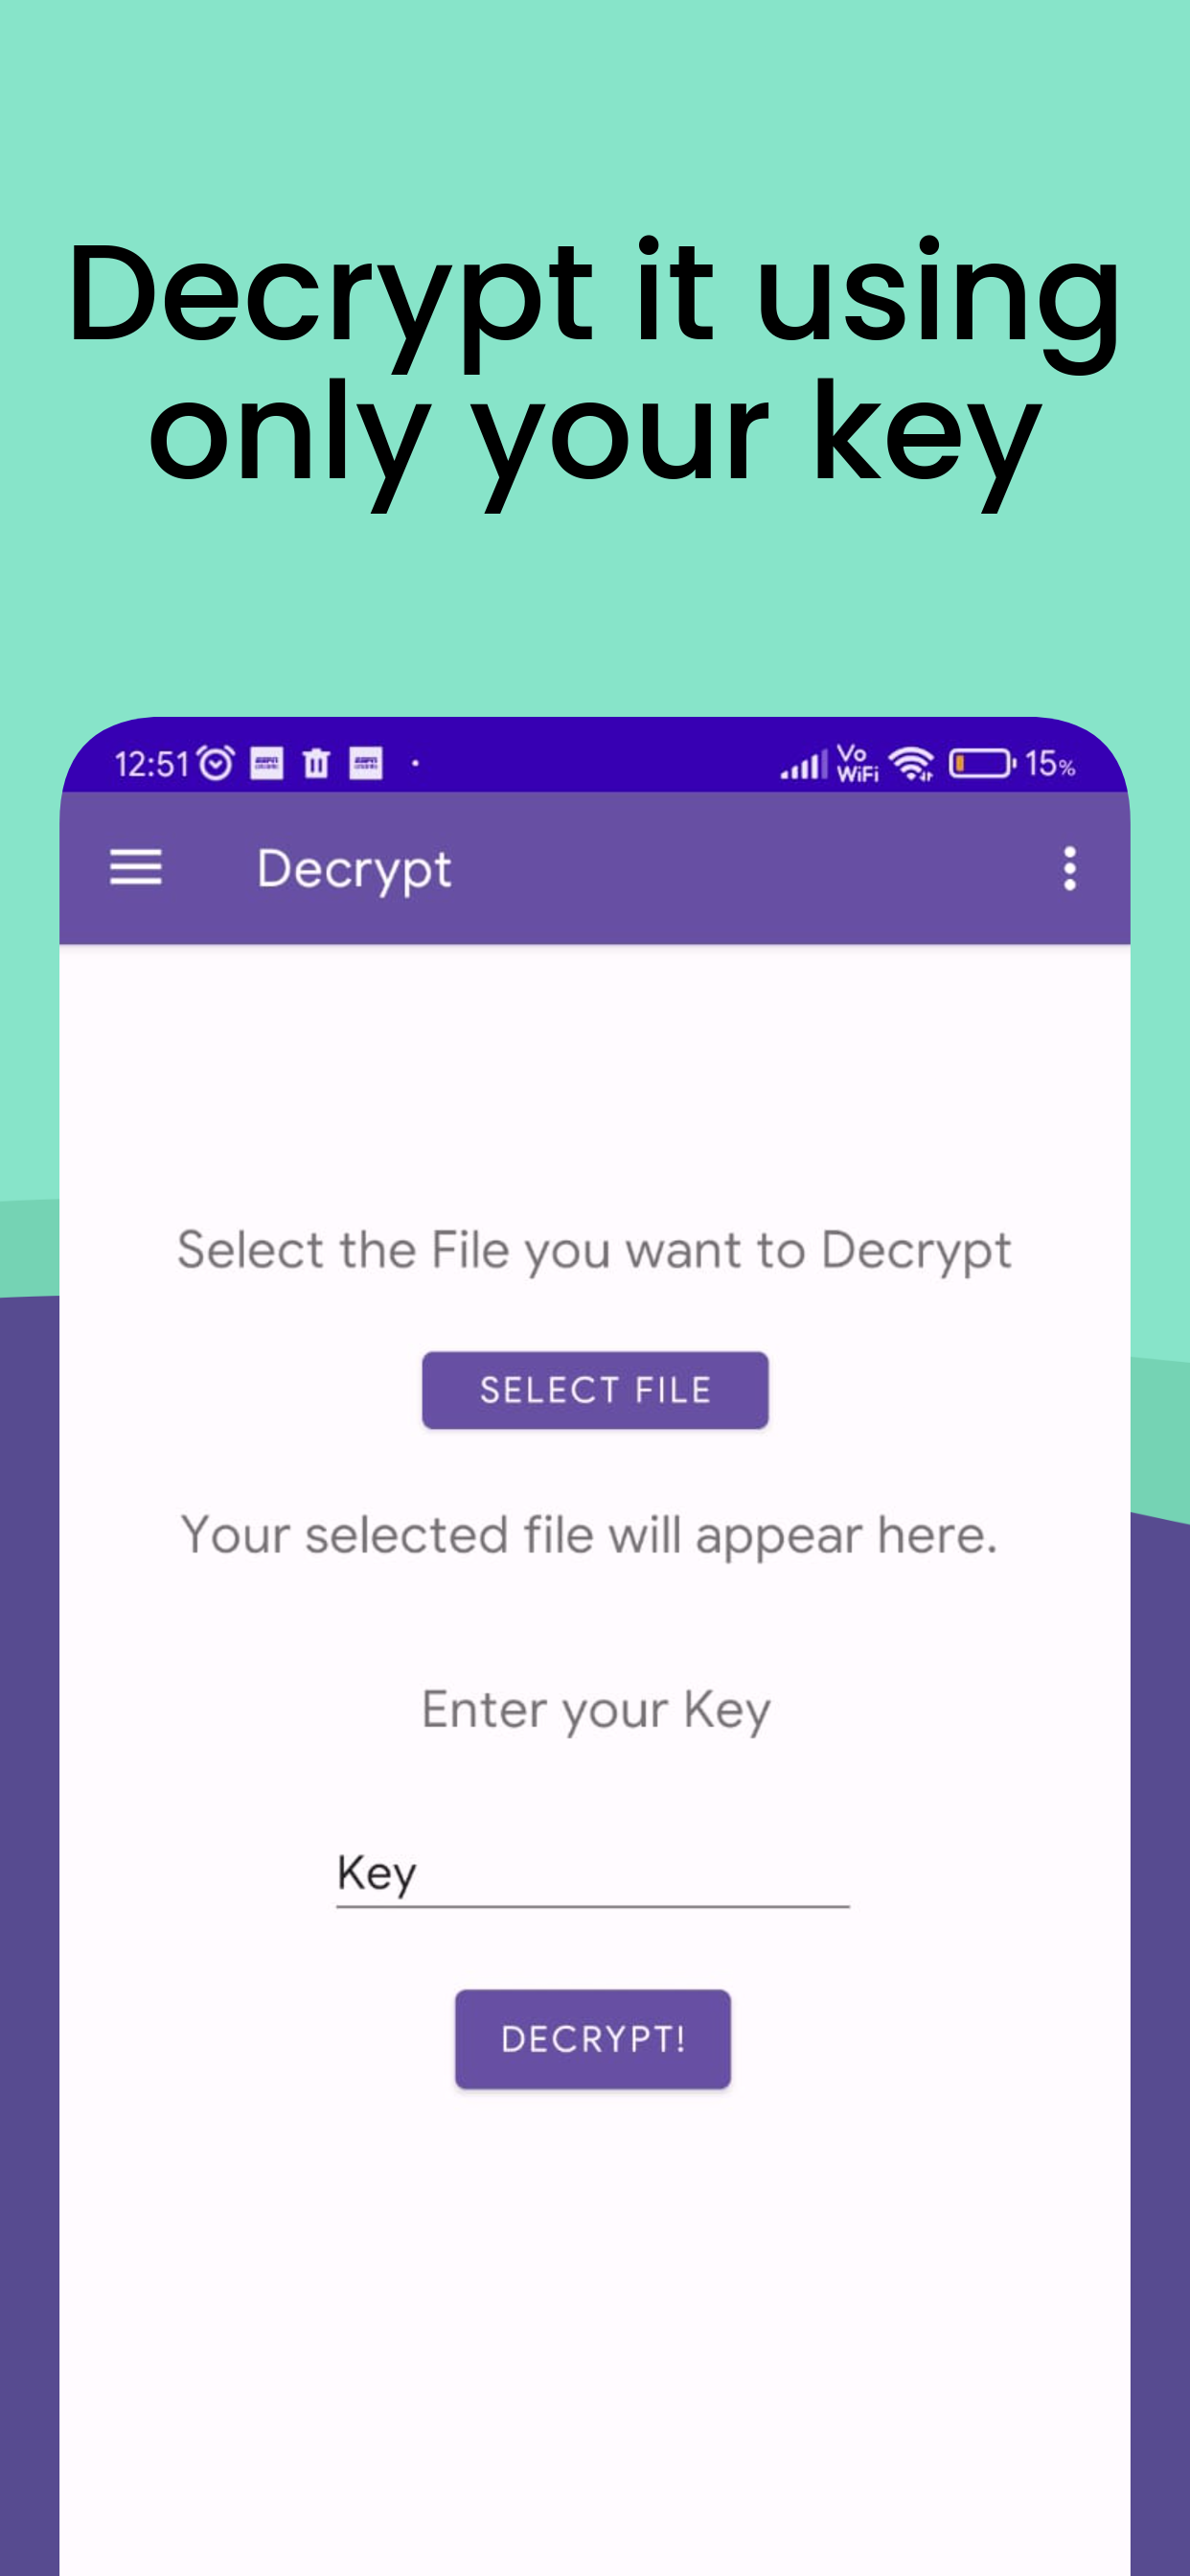 Decrypt it using
only your key
12:51
Vo
WiFi
15%
Decrypt
Select the File you want to Decrypt
SELECT FILE
Your selected file will appear here.
Enter your Key
Key
DECRYPT!